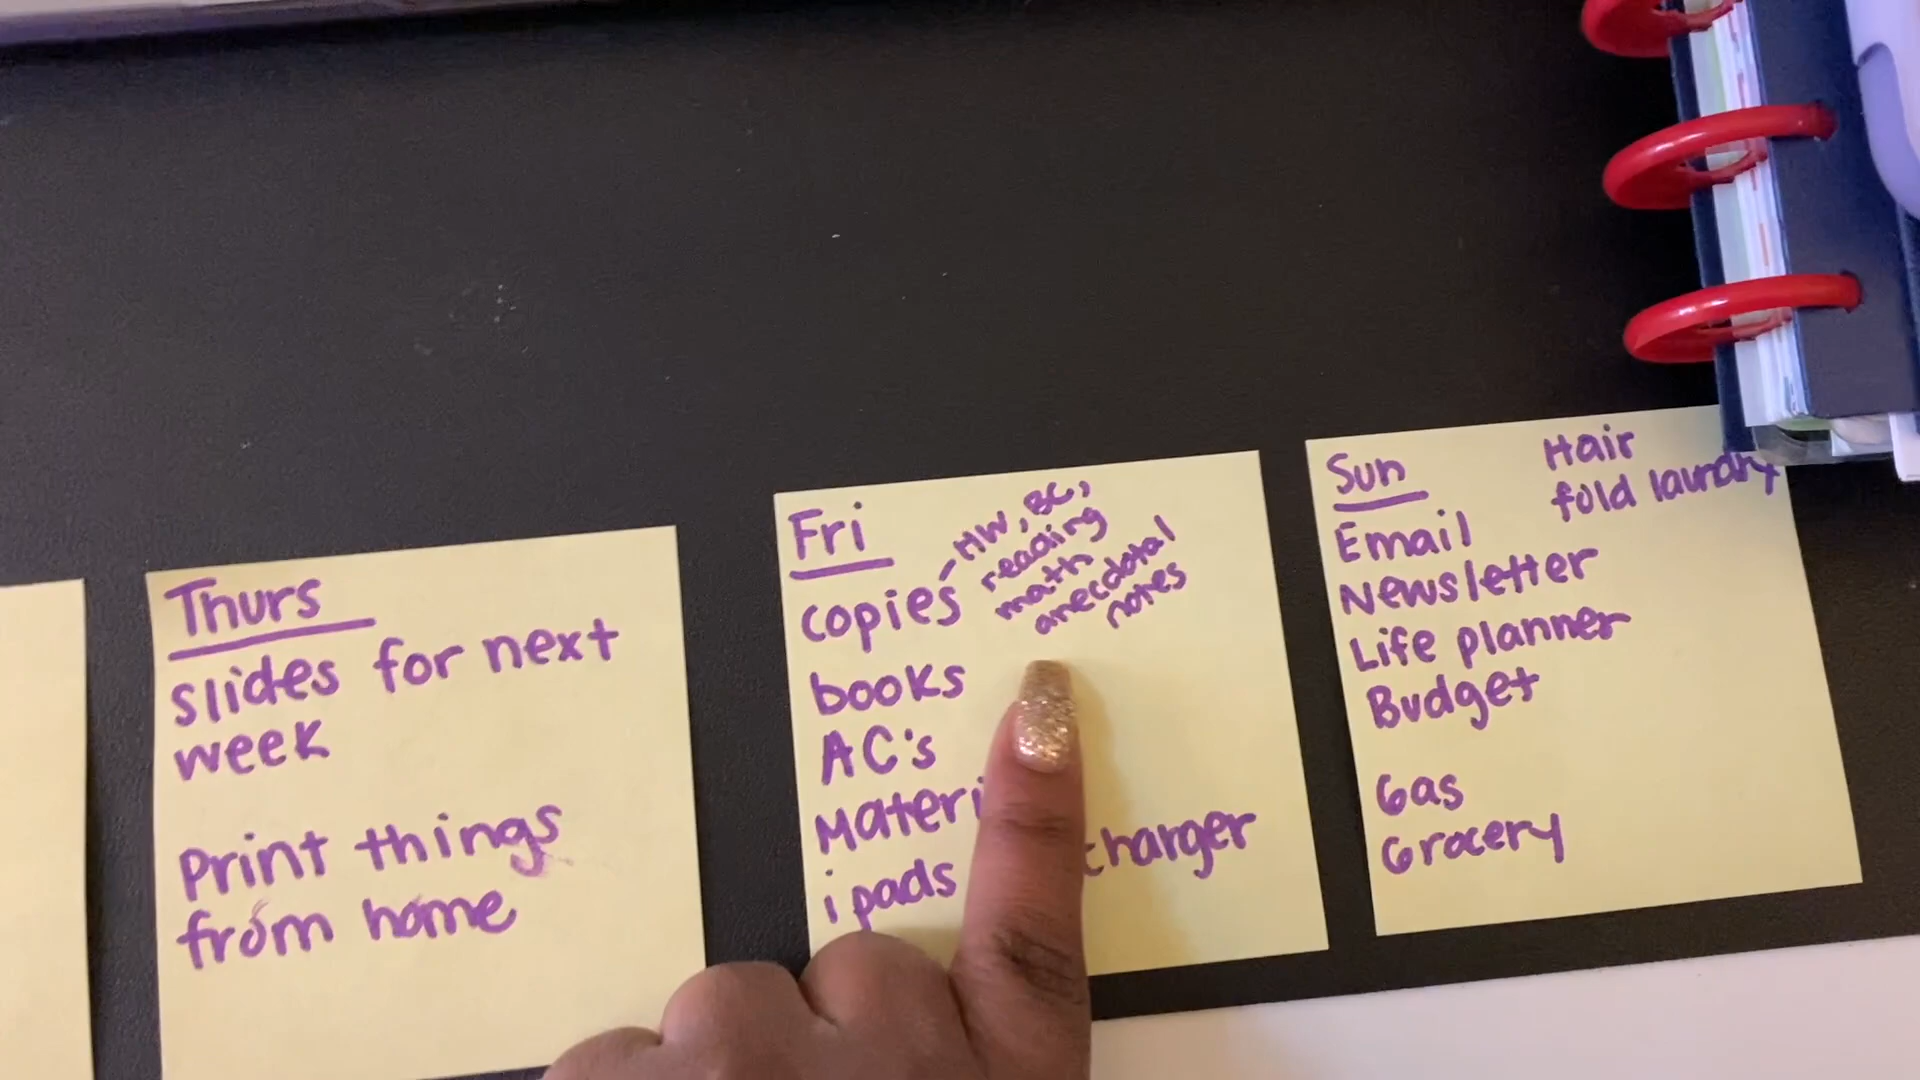 Thurs
slides for next
week
Print things
from home
Fri
copies - HW, BC,
reading
math
anecdotal
notes
books
AC's
ipads charger
Sun
Hair
fold laundry
Email
Newsletter
Life planner
Budget
Gas
Grocery